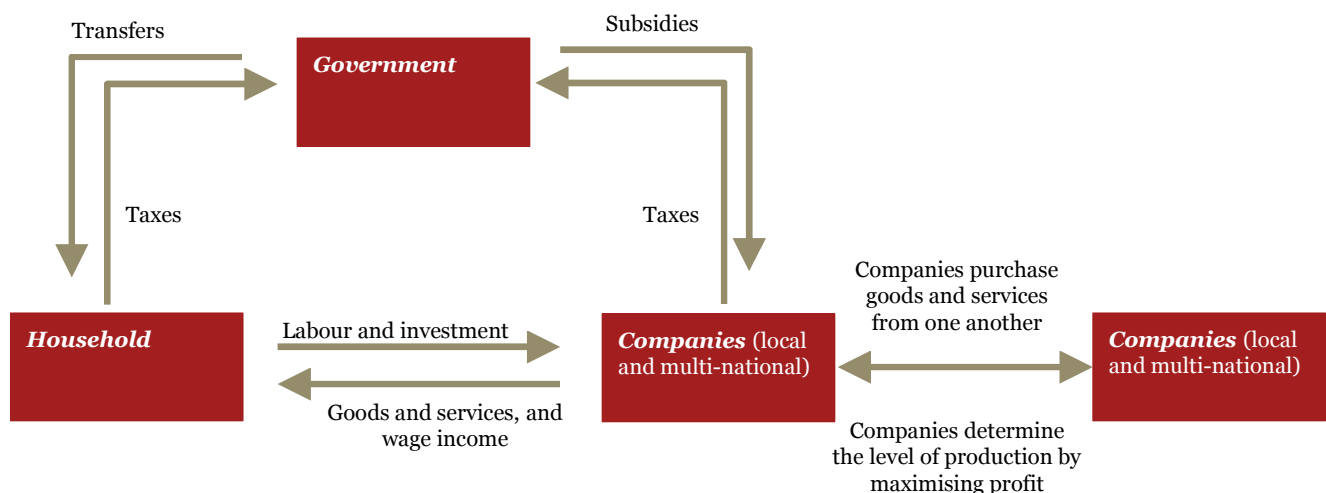 Transfers
Subsidies
Government
Taxes
Taxes
Companies purchase
goods and services
from one another
Household
Labour and investment
Companies (local
and multi-national)
Companies (local
and multi-national)
Goods and services, and
wage income
Companies determine
the level of production by
maximising profit